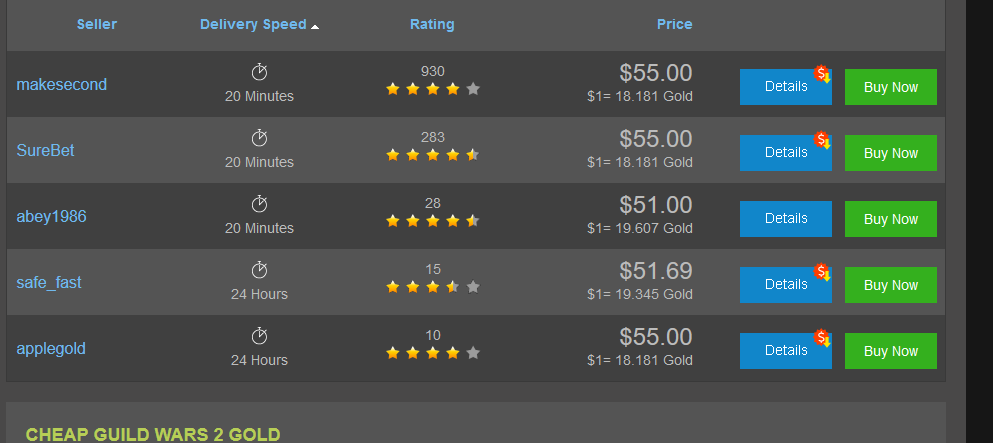 Seller Delivery Speed Rating Price
makesecond
20 Minutes
930
$55.00
$1= 18.181 Gold
Details
$
Buy Now
SureBet
20 Minutes
283
$55.00
$1= 18.181 Gold
Details
$
Buy Now
abey1986
20 Minutes
28
$51.00
$1= 19.607 Gold
Details
Buy Now
safe_fast
24 Hours
15
$51.69
$1= 19.345 Gold
Details
$
Buy Now
applegold
24 Hours
10
$55.00
$1= 18.181 Gold
Details
$
Buy Now
CHEAP GUILD WARS 2 GOLD